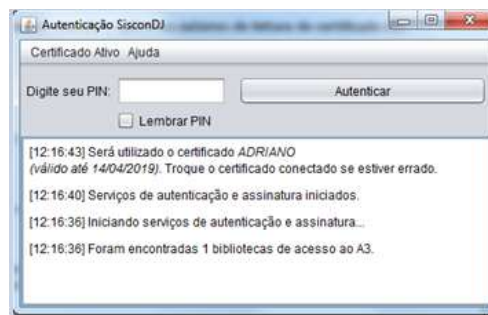 Autenticação SisconDJ
Certificado Ativo Ajuda
Digite seu PIN:
Autenticar
Lembrar PIN
[12:16:43] Será utilizado o certificado ADRIANO
(válido até 14/04/2019). Troque o certificado conectado se estiver errado.
[12:16:40] Serviços de autenticação e assinatura iniciados.
[12:16:36] Iniciando serviços de autenticação e assinatura...
[12:16:36] Foram encontradas 1 bibliotecas de acesso ao A3.